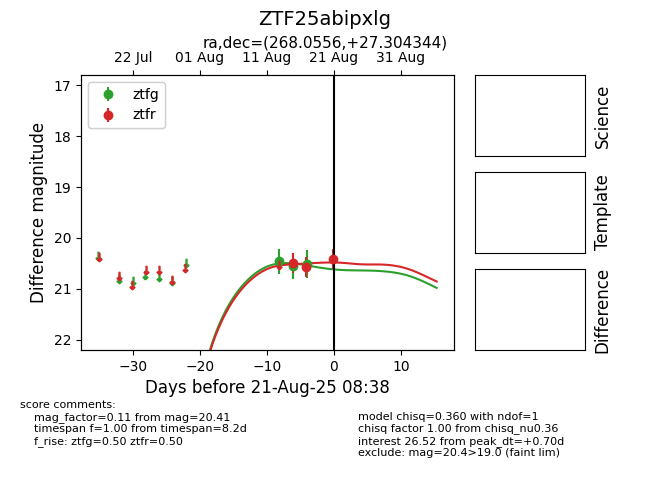 ZTF25abipxlg
ra,dec=(268.0556,+27.304344)
22 Jul 01 Aug 11 Aug 21 Aug 31 Aug
ztfg
ztfr
17
18
19
20
21
22
Difference magnitude
−30 −20 −10 0 10
Days before 21-Aug-25 08:38
Science
Template
Difference
score comments:
mag_factor=0.11 from mag=20.41
timespan f=1.00 from timespan=8.2d
f_rise: ztfg=0.50 ztfr=0.50
model chisq=0.360 with ndof=1
chisq factor 1.00 from chisq_nu0.36
interest 26.52 from peak_dt=+0.70d
exclude: mag=20.4>19.0 (faint lim)